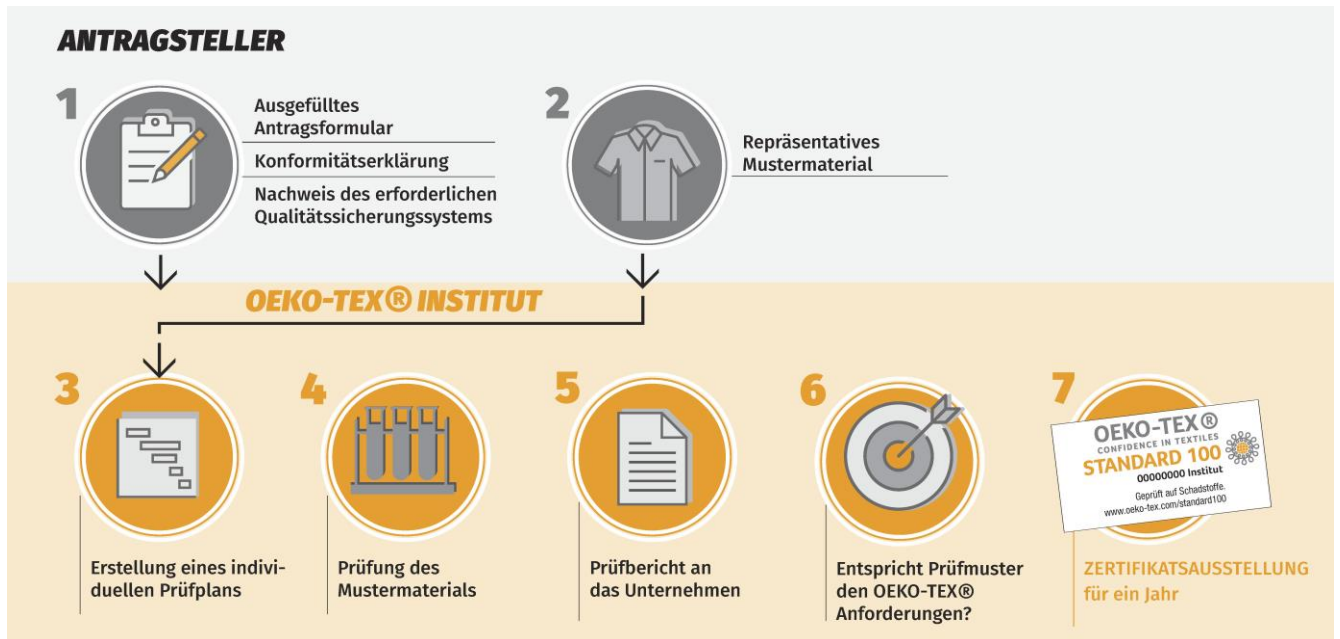 ANTRAGSTELLER
1
Ausgefülltes
Antragsformular
Konformitätserklärung
Nachweis des erforderlichen
Qualitätssicherungssystems
2
Repräsentatives
Mustermaterial
OEKO-TEX® INSTITUT
3
Erstellung eines indivi-
duellen Prüfplans
4
Prüfung des
Mustermaterials
5
Prüfbericht an
das Unternehmen
6
Entspricht Prüfmuster
den OEKO-TEX®
Anforderungen?
7
OEKO-TEX®
CONFIDENCE IN TEXTILES
STANDARD 100
00000000 Institut
Geprüft auf Schadstoffe.
www.oeko-tex.com/standard100
ZERTIFIKATSAUSSTELLUNG
für ein Jahr